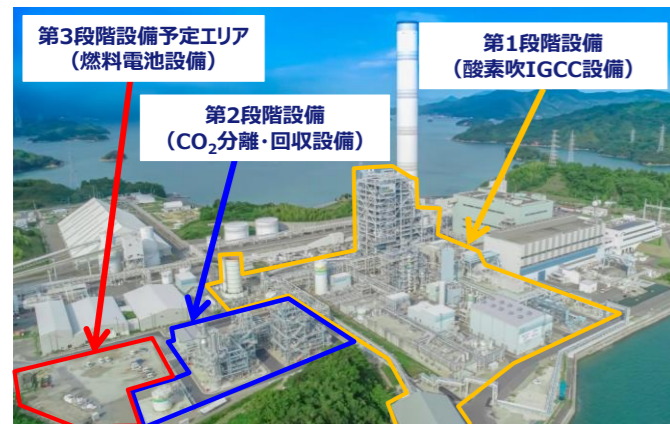 第3段階設備予定エリア
（燃料電池設備）
第2段階設備
（CO₂分離・回収設備）
第1段階設備
（酸素吹IGCC設備）